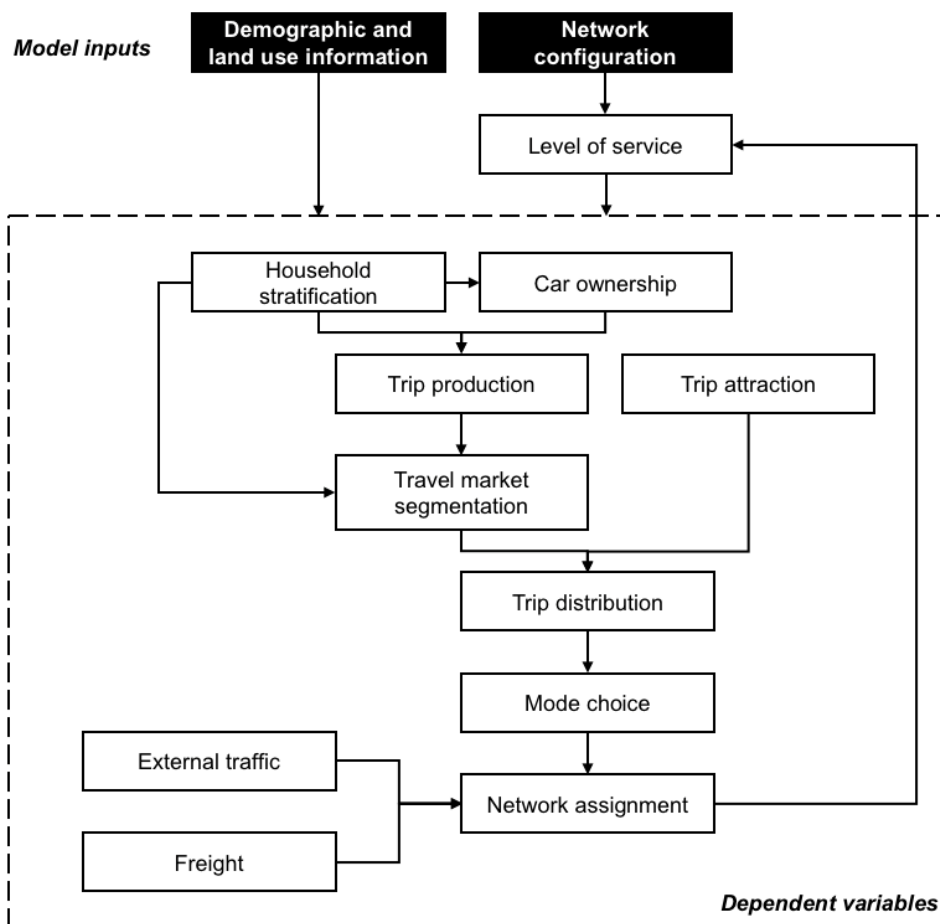 Model inputs
Demographic and
land use information
Network
configuration
Level of service
Household
stratification
Car ownership
Trip production
Trip attraction
Travel market
segmentation
Trip distribution
Mode choice
External traffic
Network assignment
Freight
Dependent variables